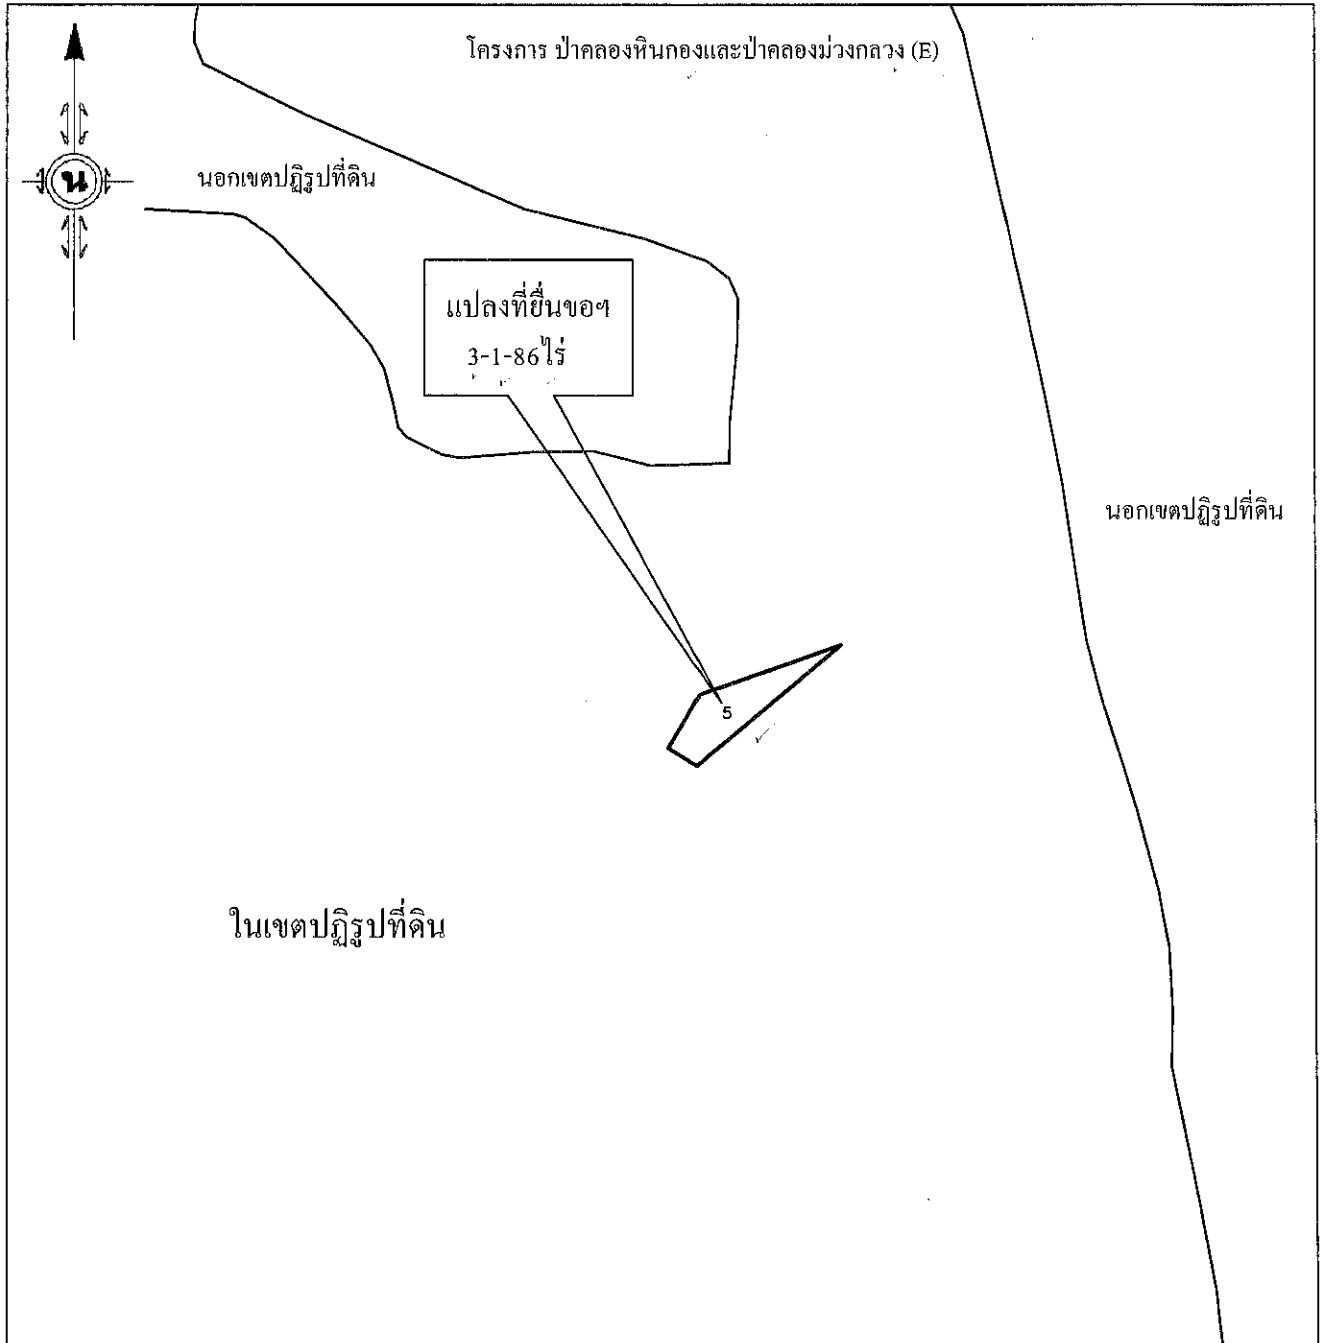 โครงการ ป่าคลองหินกองและป่าคลองม่วงกลวง (E)
น
นอกเขตปฏิรูปที่ดิน
แปลงที่ยื่นขอฯ
3-1-86ไร่
นอกเขตปฏิรูปที่ดิน
5
ในเขตปฏิรูปที่ดิน